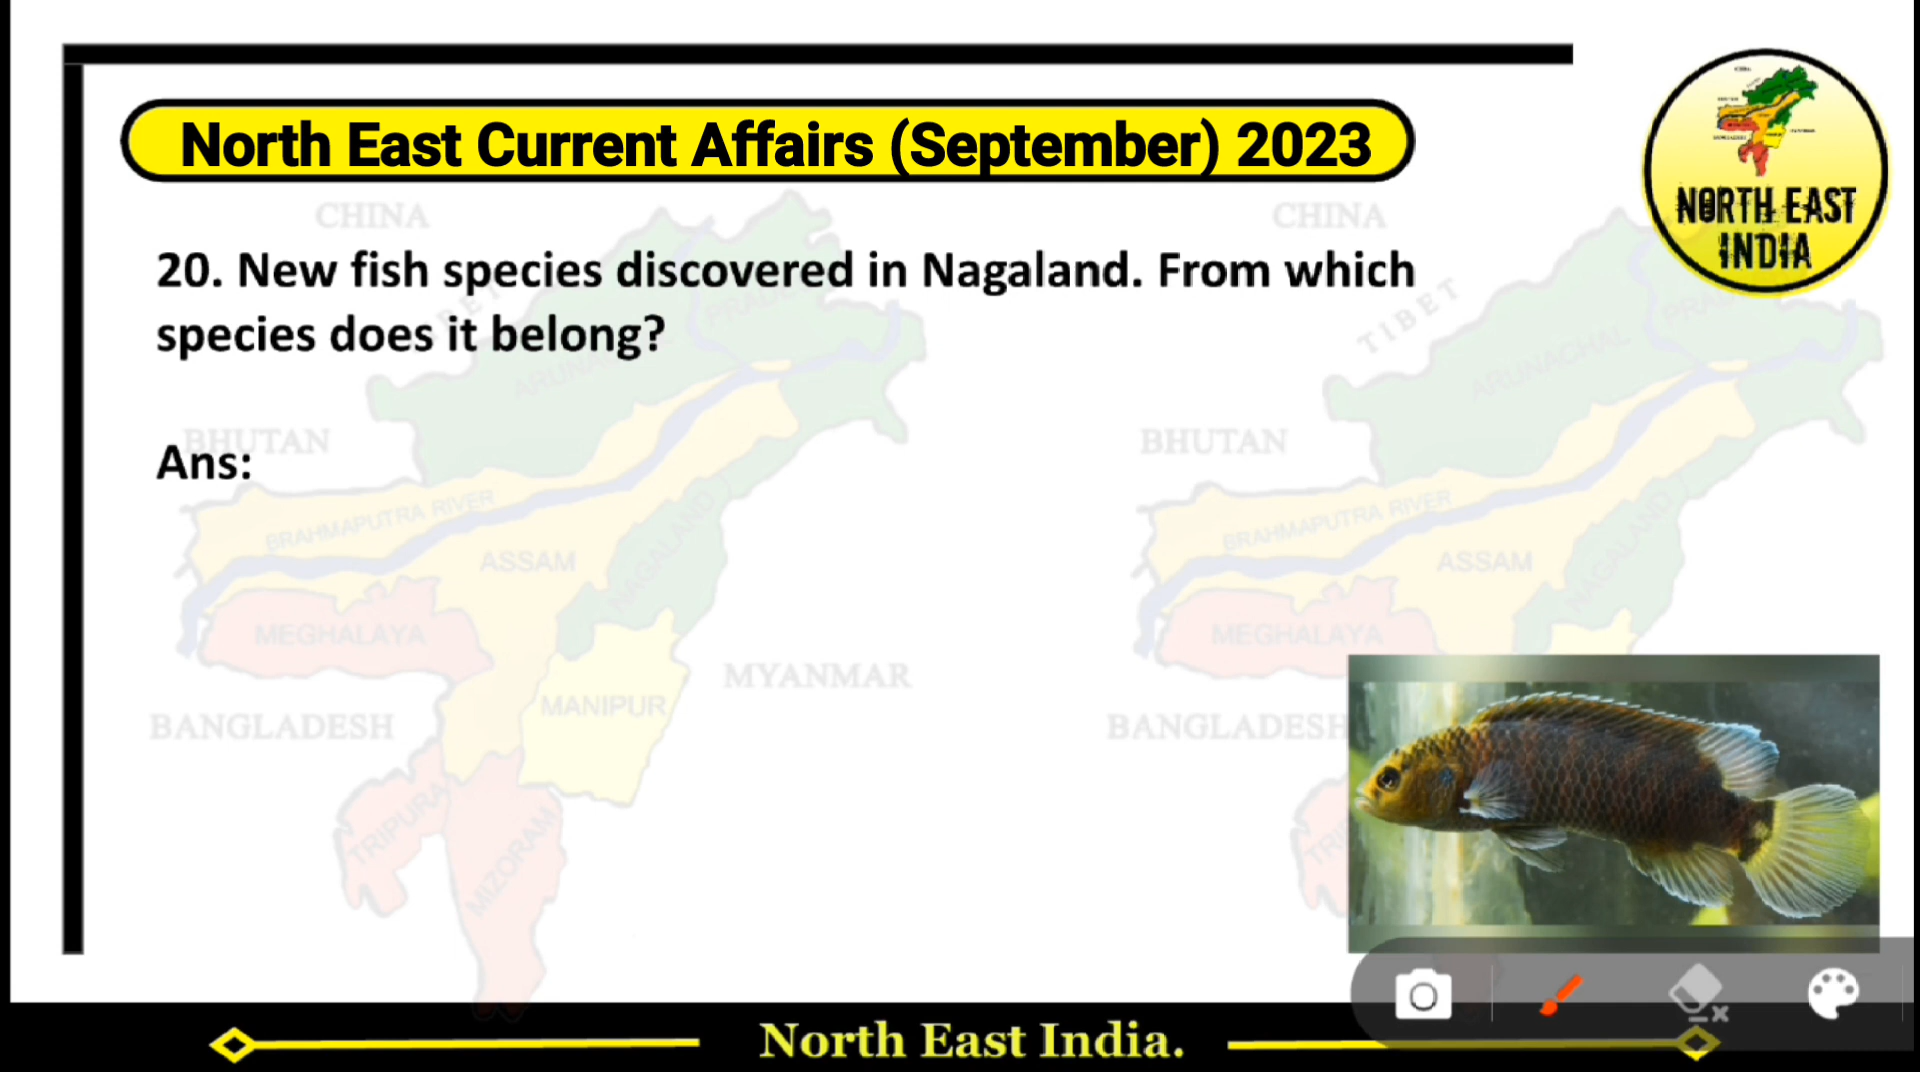 North East Current Affairs (September) 2023
NORTH EAST
INDIA
20. New fish species discovered in Nagaland. From which
species does it belong?
Ans:
CHINA
CHINA
TIBET
ARUNACHAL
PRADESH
BHUTAN
BHUTAN
BRAHMAPUTRA RIVER
BRAHMAPUTRA RIVER
ASSAM
ASSAM
NAGALAND
NAGALAND
MEGHALAYA
MEGHALAYA
MANIPUR
MYANMAR
BANGLADESH
BANGLADESH
TRIPURA
MIZORAM
North East India.